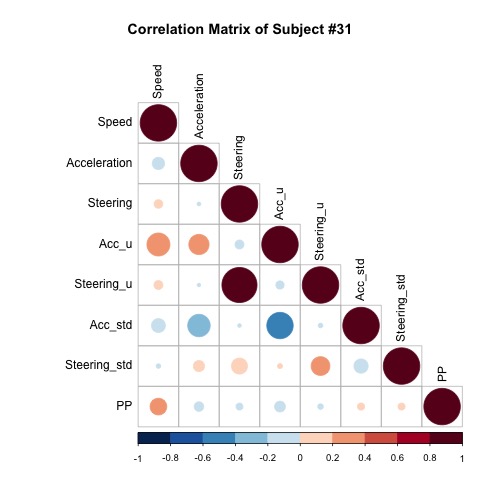 Correlation Matrix of Subject #31
Speed
Acceleration
Steering
Acc_u
Steering_u
Acc_std
Steering_std
PP
Speed
Acceleration
Steering
Acc_u
Steering_u
Acc_std
Steering_std
PP
-1 -0.8 -0.6 -0.4 -0.2 0 0.2 0.4 0.6 0.8 1